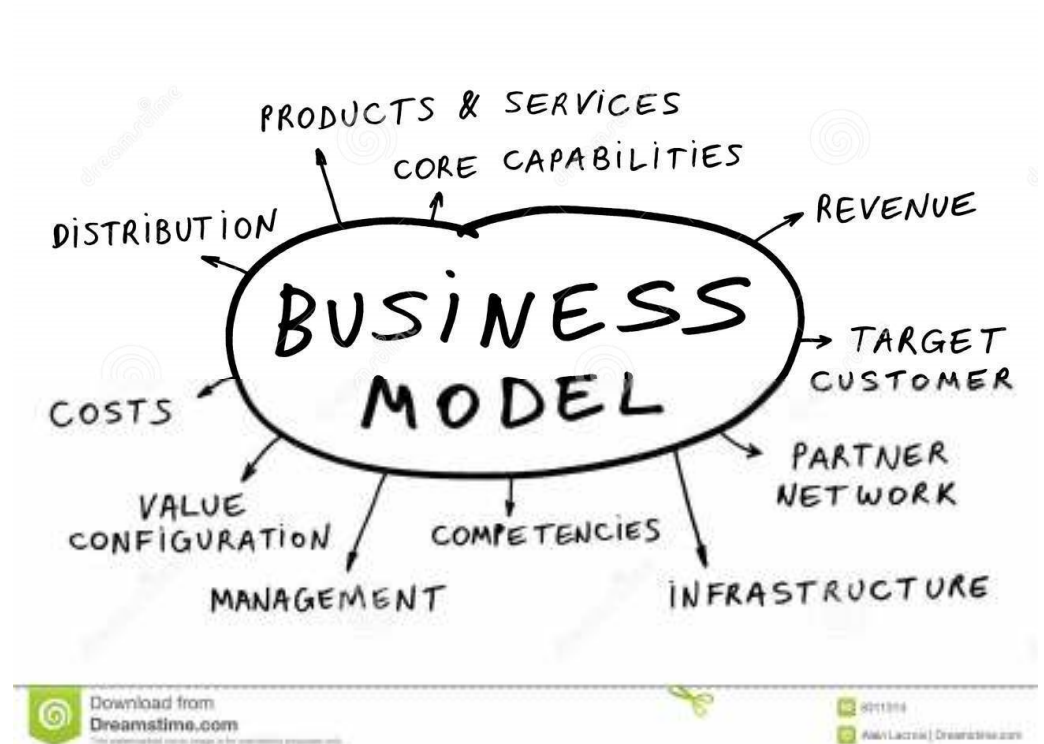 PRODUCTS & SERVICES
CORE CAPABILITIES
REVENUE
DISTRIBUTION
BUSINESS
MODEL
TARGET
CUSTOMER
COSTS
PARTNER
NETWORK
VALUE
CONFIGURATION
COMPETENCIES
MANAGEMENT
INFRASTRUCTURE
Download from
Dreamstime.com